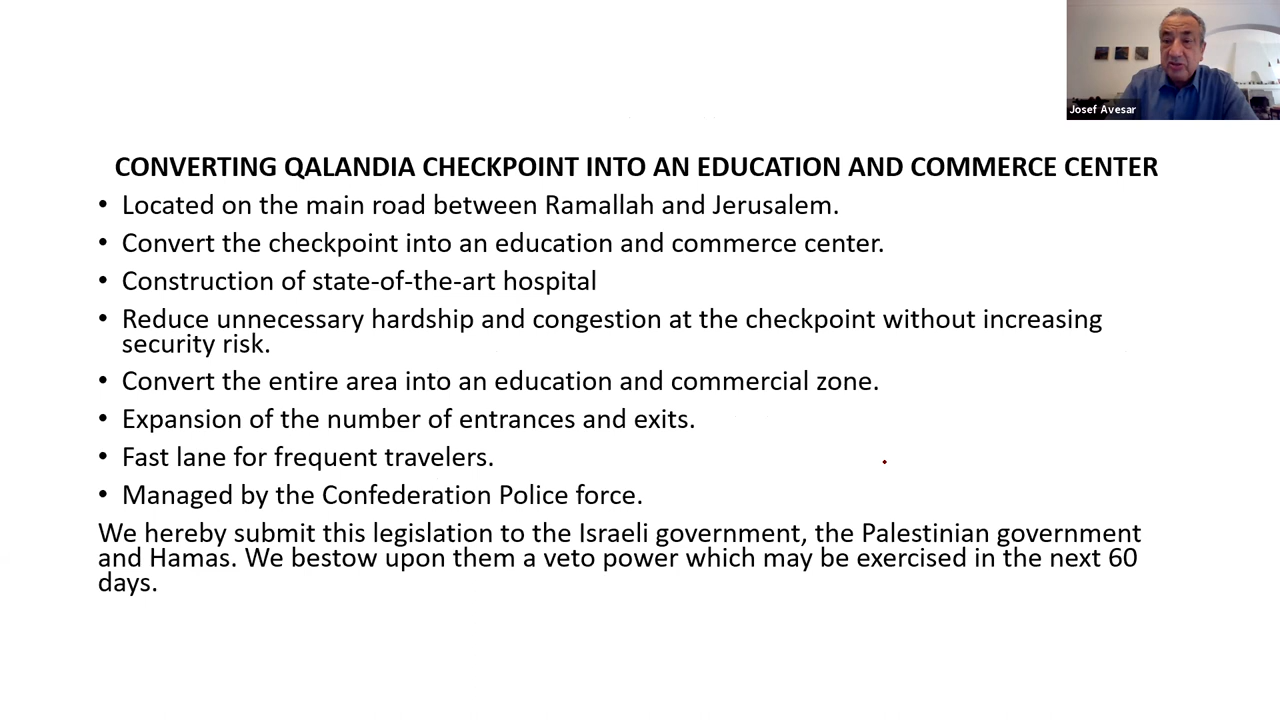 Josef Avesar
CONVERTING QALANDIA CHECKPOINT INTO AN EDUCATION AND COMMERCE CENTER
• Located on the main road between Ramallah and Jerusalem.
• Convert the checkpoint into an education and commerce center.
• Construction of state-of-the-art hospital
• Reduce unnecessary hardship and congestion at the checkpoint without increasing
security risk.
• Convert the entire area into an education and commercial zone.
• Expansion of the number of entrances and exits.
• Fast lane for frequent travelers.
• Managed by the Confederation Police force.
We hereby submit this legislation to the Israeli government, the Palestinian government
and Hamas. We bestow upon them a veto power which may be exercised in the next 60
days.